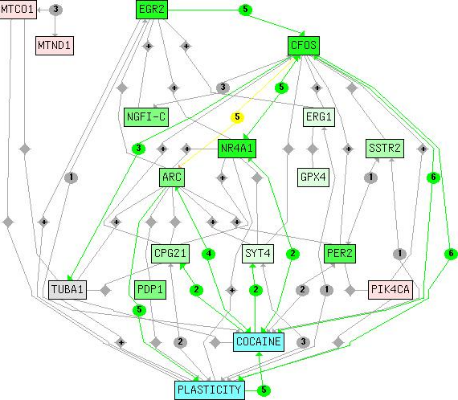 MTCO1 3 EGR2 5
MTND1 CFOS
3 5
NGFI-C 5 ERG1
3 NR4A1 SSTR2
1 ARC GPX4 1 6
CPG21 4 SYT4 2 PER2 1 6
TUBA1 PDP1 2 2 2 1 PIK4CA
5
2 COCAINE 3
PLASTICITY 5